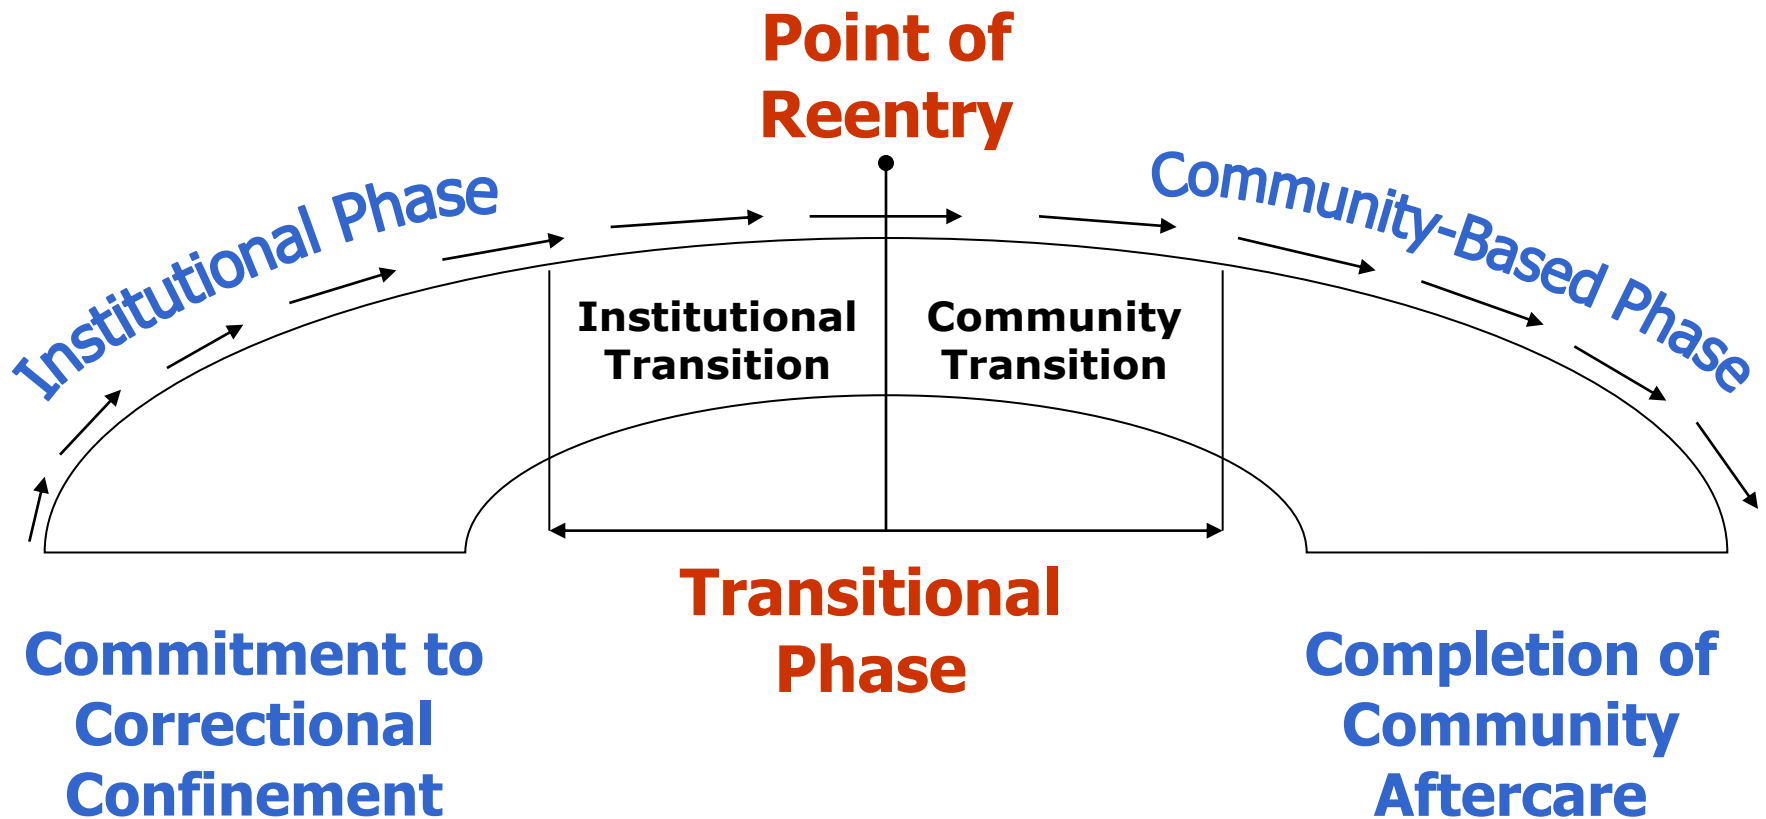 Point of
Reentry
Institutional Phase
Community-Based Phase
Institutional
Transition
Community
Transition
Transitional
Phase
Commitment to
Correctional
Confinement
Completion of
Community
Aftercare